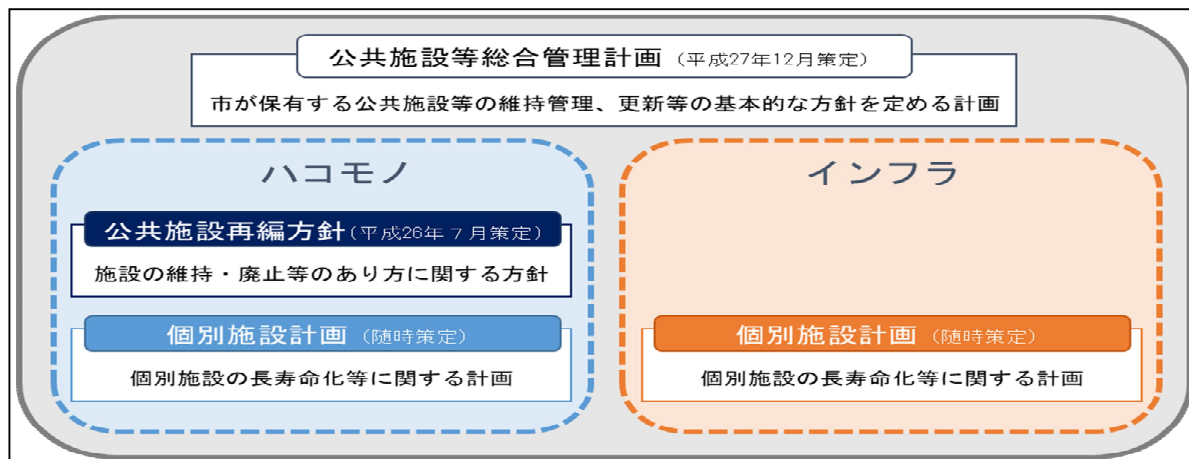 公共施設等総合管理計画（平成27年12月策定）
市が保有する公共施設等の維持管理、更新等の基本的な方針を定める計画
ハコモノ
公共施設再編方針（平成26年７月策定）
施設の維持・廃止等のあり方に関する方針
個別施設計画（随時策定）
個別施設の長寿命化等に関する計画
インフラ
個別施設計画（随時策定）
個別施設の長寿命化等に関する計画